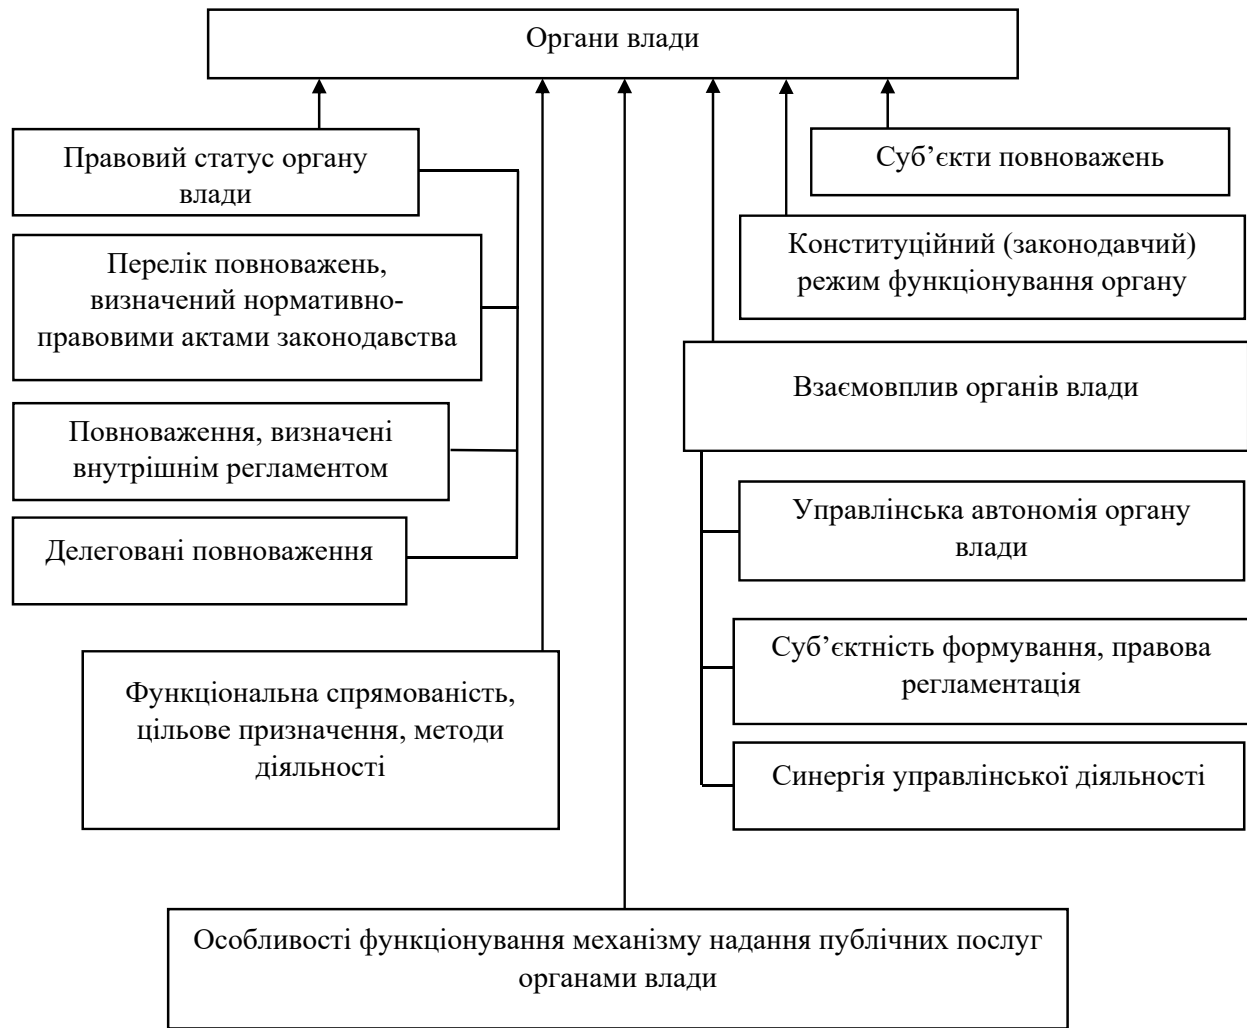 Органи влади
Правовий статус органу
влади
Перелік повноважень,
визначений нормативно-
правовими актами законодавства
Повноваження, визначені
внутрішнім регламентом
Делеговані повноваження
Функціональна спрямованість,
цільове призначення, методи
діяльності
Суб’єкти повноважень
Конституційний (законодавчий)
режим функціонування органу
Взаємовплив органів влади
Управлінська автономія органу
влади
Суб’єктність формування, правова
регламентація
Синергія управлінської діяльності
Особливості функціонування механізму надання публічних послуг
органами влади